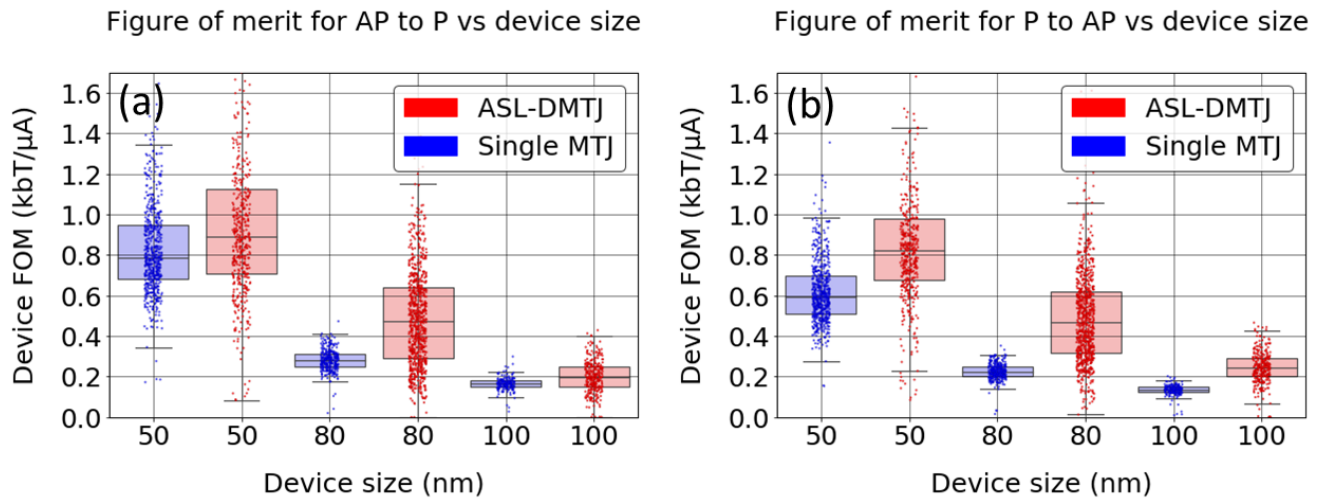 Figure of merit for AP to P vs device size
(a)
ASL-DMTJ
Single MTJ
Device FOM (kbT/μA)
1.6
1.4
1.2
1.0
0.8
0.6
0.4
0.2
0.0
50 50 80 80 100 100
Device size (nm)
Figure of merit for P to AP vs device size
(b)
ASL-DMTJ
Single MTJ
Device FOM (kbT/μA)
1.6
1.4
1.2
1.0
0.8
0.6
0.4
0.2
0.0
50 50 80 80 100 100
Device size (nm)